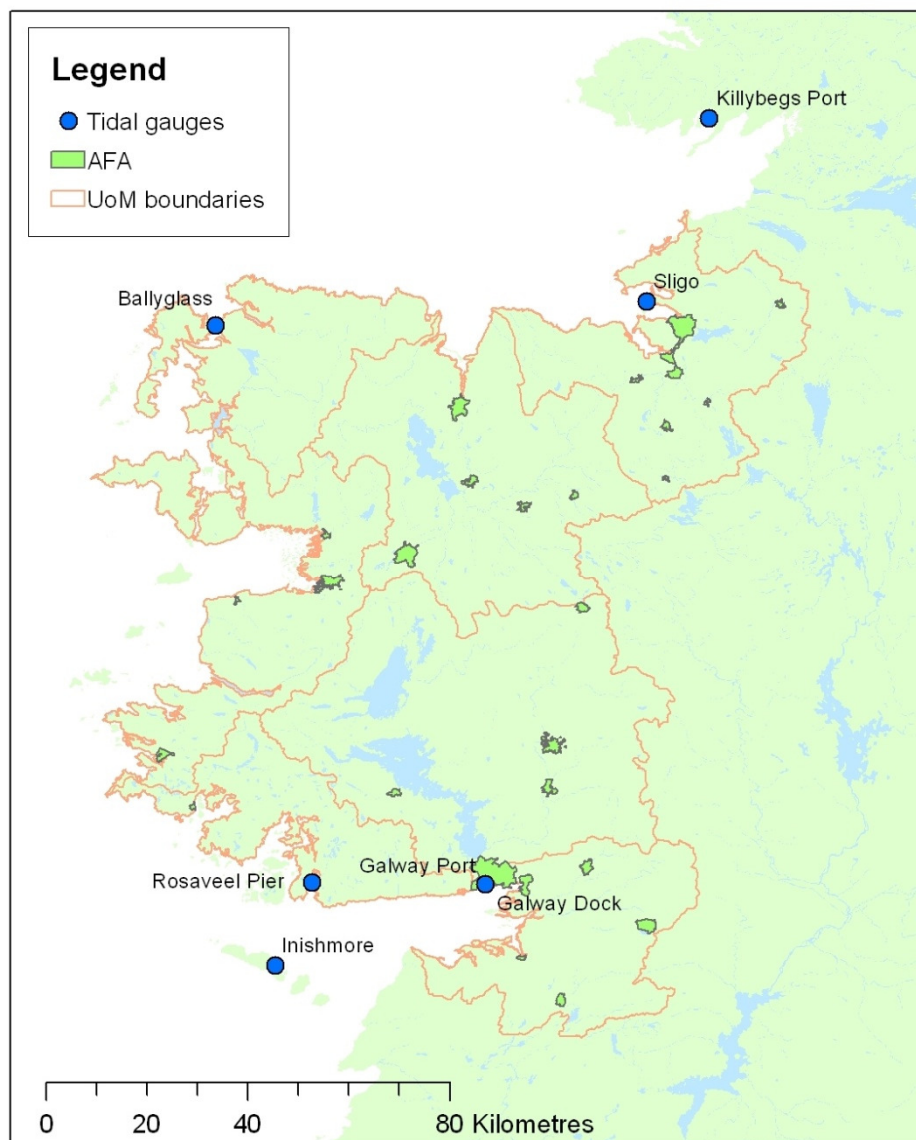 Legend
Tidal gauges
AFA
UoM boundaries
Killybegs Port
Sligo
Ballyglass
Galway Port
Rosaveel Pier
Galway Dock
Inishmore
0 20 40 80 Kilometres